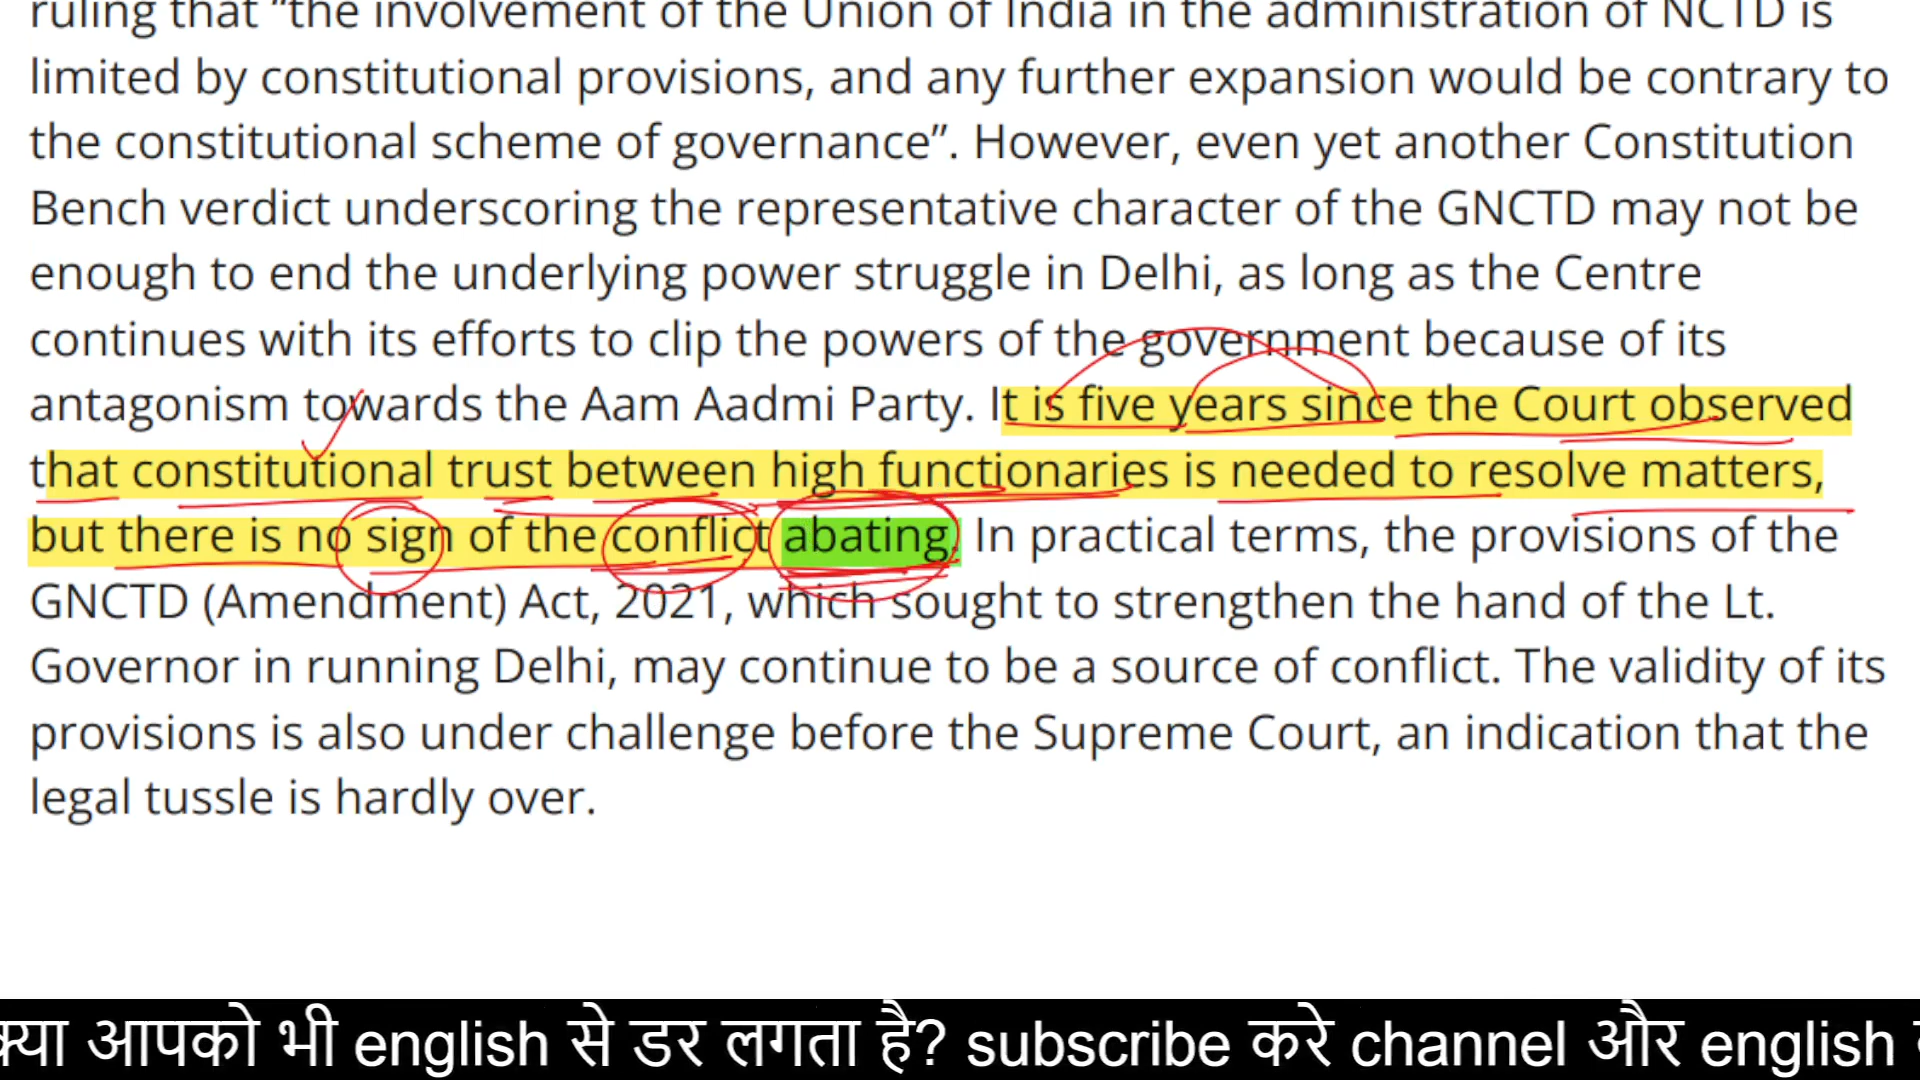 ruling that “the involvement of the Union of India in the administration of NCTD is
limited by constitutional provisions, and any further expansion would be contrary to
the constitutional scheme of governance”. However, even yet another Constitution
Bench verdict underscoring the representative character of the GNCTD may not be
enough to end the underlying power struggle in Delhi, as long as the Centre
continues with its efforts to clip the powers of the government because of its
antagonism towards the Aam Aadmi Party. It is five years since the Court observed
that constitutional trust between high functionaries is needed to resolve matters,
but there is no sign of the conflict abating. In practical terms, the provisions of the
GNCTD (Amendment) Act, 2021, which sought to strengthen the hand of the Lt.
Governor in running Delhi, may continue to be a source of conflict. The validity of its
provisions is also under challenge before the Supreme Court, an indication that the
legal tussle is hardly over.
क्या आपको भी english से डर लगता है? subscribe करे channel और english